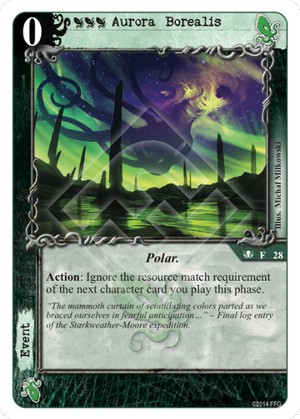 0
Aurora Borealis
Illus. Michał Miłkowski
F 28
Polar.
Action: Ignore the resource match requirement
of the next character card you play this phase.
“The mammoth curtain of scintillating colors parted as we
braced ourselves in fearful anticipation...” – Final log entry
of the Starkweather-Moore expedition.
Event
©2014 FFG